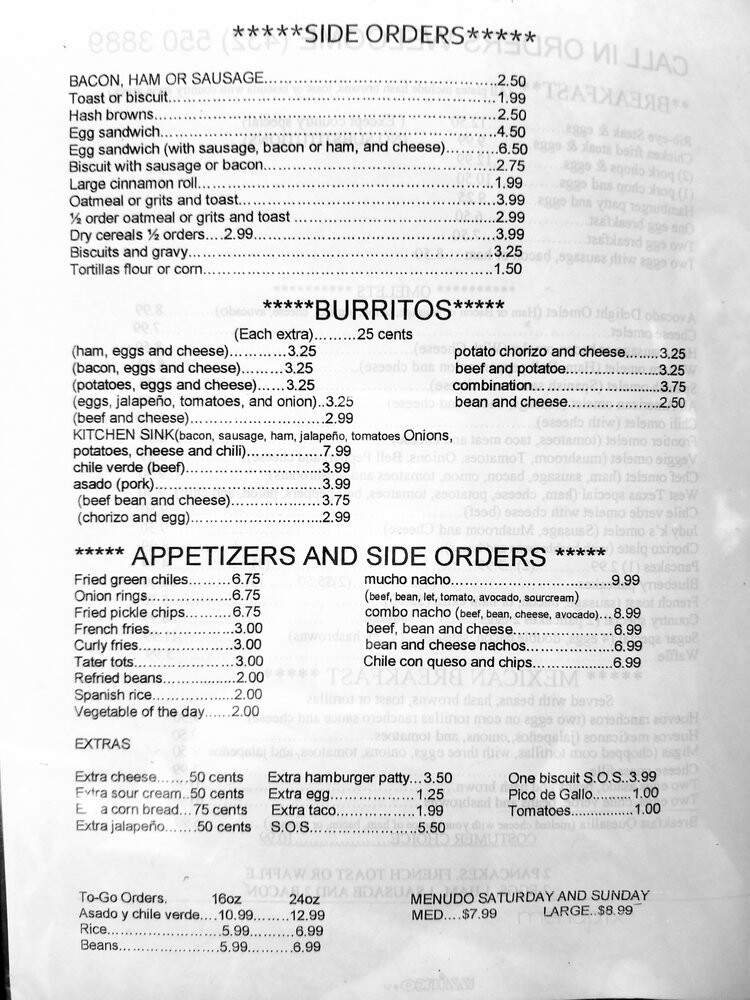 *****SIDE ORDERS*****
BACON, HAM OR SAUSAGE.....2.50
Toast or biscuit.....1.99
Hash browns.....2.50
Egg sandwich.....4.50
Egg sandwich (with sausage, bacon or ham, and cheese).....6.50
Biscuit with sausage or bacon.....2.75
Large cinnamon roll.....1.99
Oatmeal or grits and toast.....3.99
½ order oatmeal or grits and toast .....2.99
Dry cereals ½ orders....2.99.....3.99
Biscuits and gravy.....3.25
Tortillas flour or corn.....1.50
*****BURRITOS*****
(Each extra).........25 cents
(ham, eggs and cheese)............3.25
(bacon, eggs and cheese).........3.25
(potatoes, eggs and cheese)......3.25
(eggs, jalapeño, tomatoes, and onion)..3.25
(beef and cheese).....2.99
KITCHEN SINK(bacon, sausage, ham, jalapeño, tomatoes Onions,
potatoes, cheese and chili).....7.99
chile verde (beef).....3.99
asado (pork).....3.99
(beef bean and cheese).....3.75
(chorizo and egg).....2.99
potato chorizo and cheese........3.25
beef and potatoe.....3.25
combination.....3.75
bean and cheese.....2.50
***** APPETIZERS AND SIDE ORDERS *****
Fried green chiles.........6.75
Onion rings.....6.75
Fried pickle chips..........6.75
French fries.....3.00
Curly fries.....3.00
Tater tots.....3.00
Refried beans.....2.00
Spanish rice.....2.00
Vegetable of the day......2.00
mucho nacho.....9.99
(beef, bean, let, tomato, avocado, sourcream)
combo nacho (beef, bean, cheese, avocado)....8.99
beef, bean and cheese.....6.99
bean and cheese nachos.....6.99
Chile con queso and chips.....6.99
EXTRAS
Extra cheese.......50 cents
Extra sour cream..50 cents
a corn bread...75 cents
Extra jalapeño......50 cents
Extra hamburger patty...3.50
Extra egg.....1.25
Extra taco.....1.99
S.O.S.....5.50
One biscuit S.O.S..3.99
Pico de Gallo..........1.00
Tomatoes.....1.00
To-Go Orders. 16oz 24oz
Asado y chile verde....10.99........12.99
Rice.....5.99.........6.99
Beans.....5.99.........6.99
MENUDO SATURDAY AND SUNDAY
MED....$7.99 LARGE..$8.99